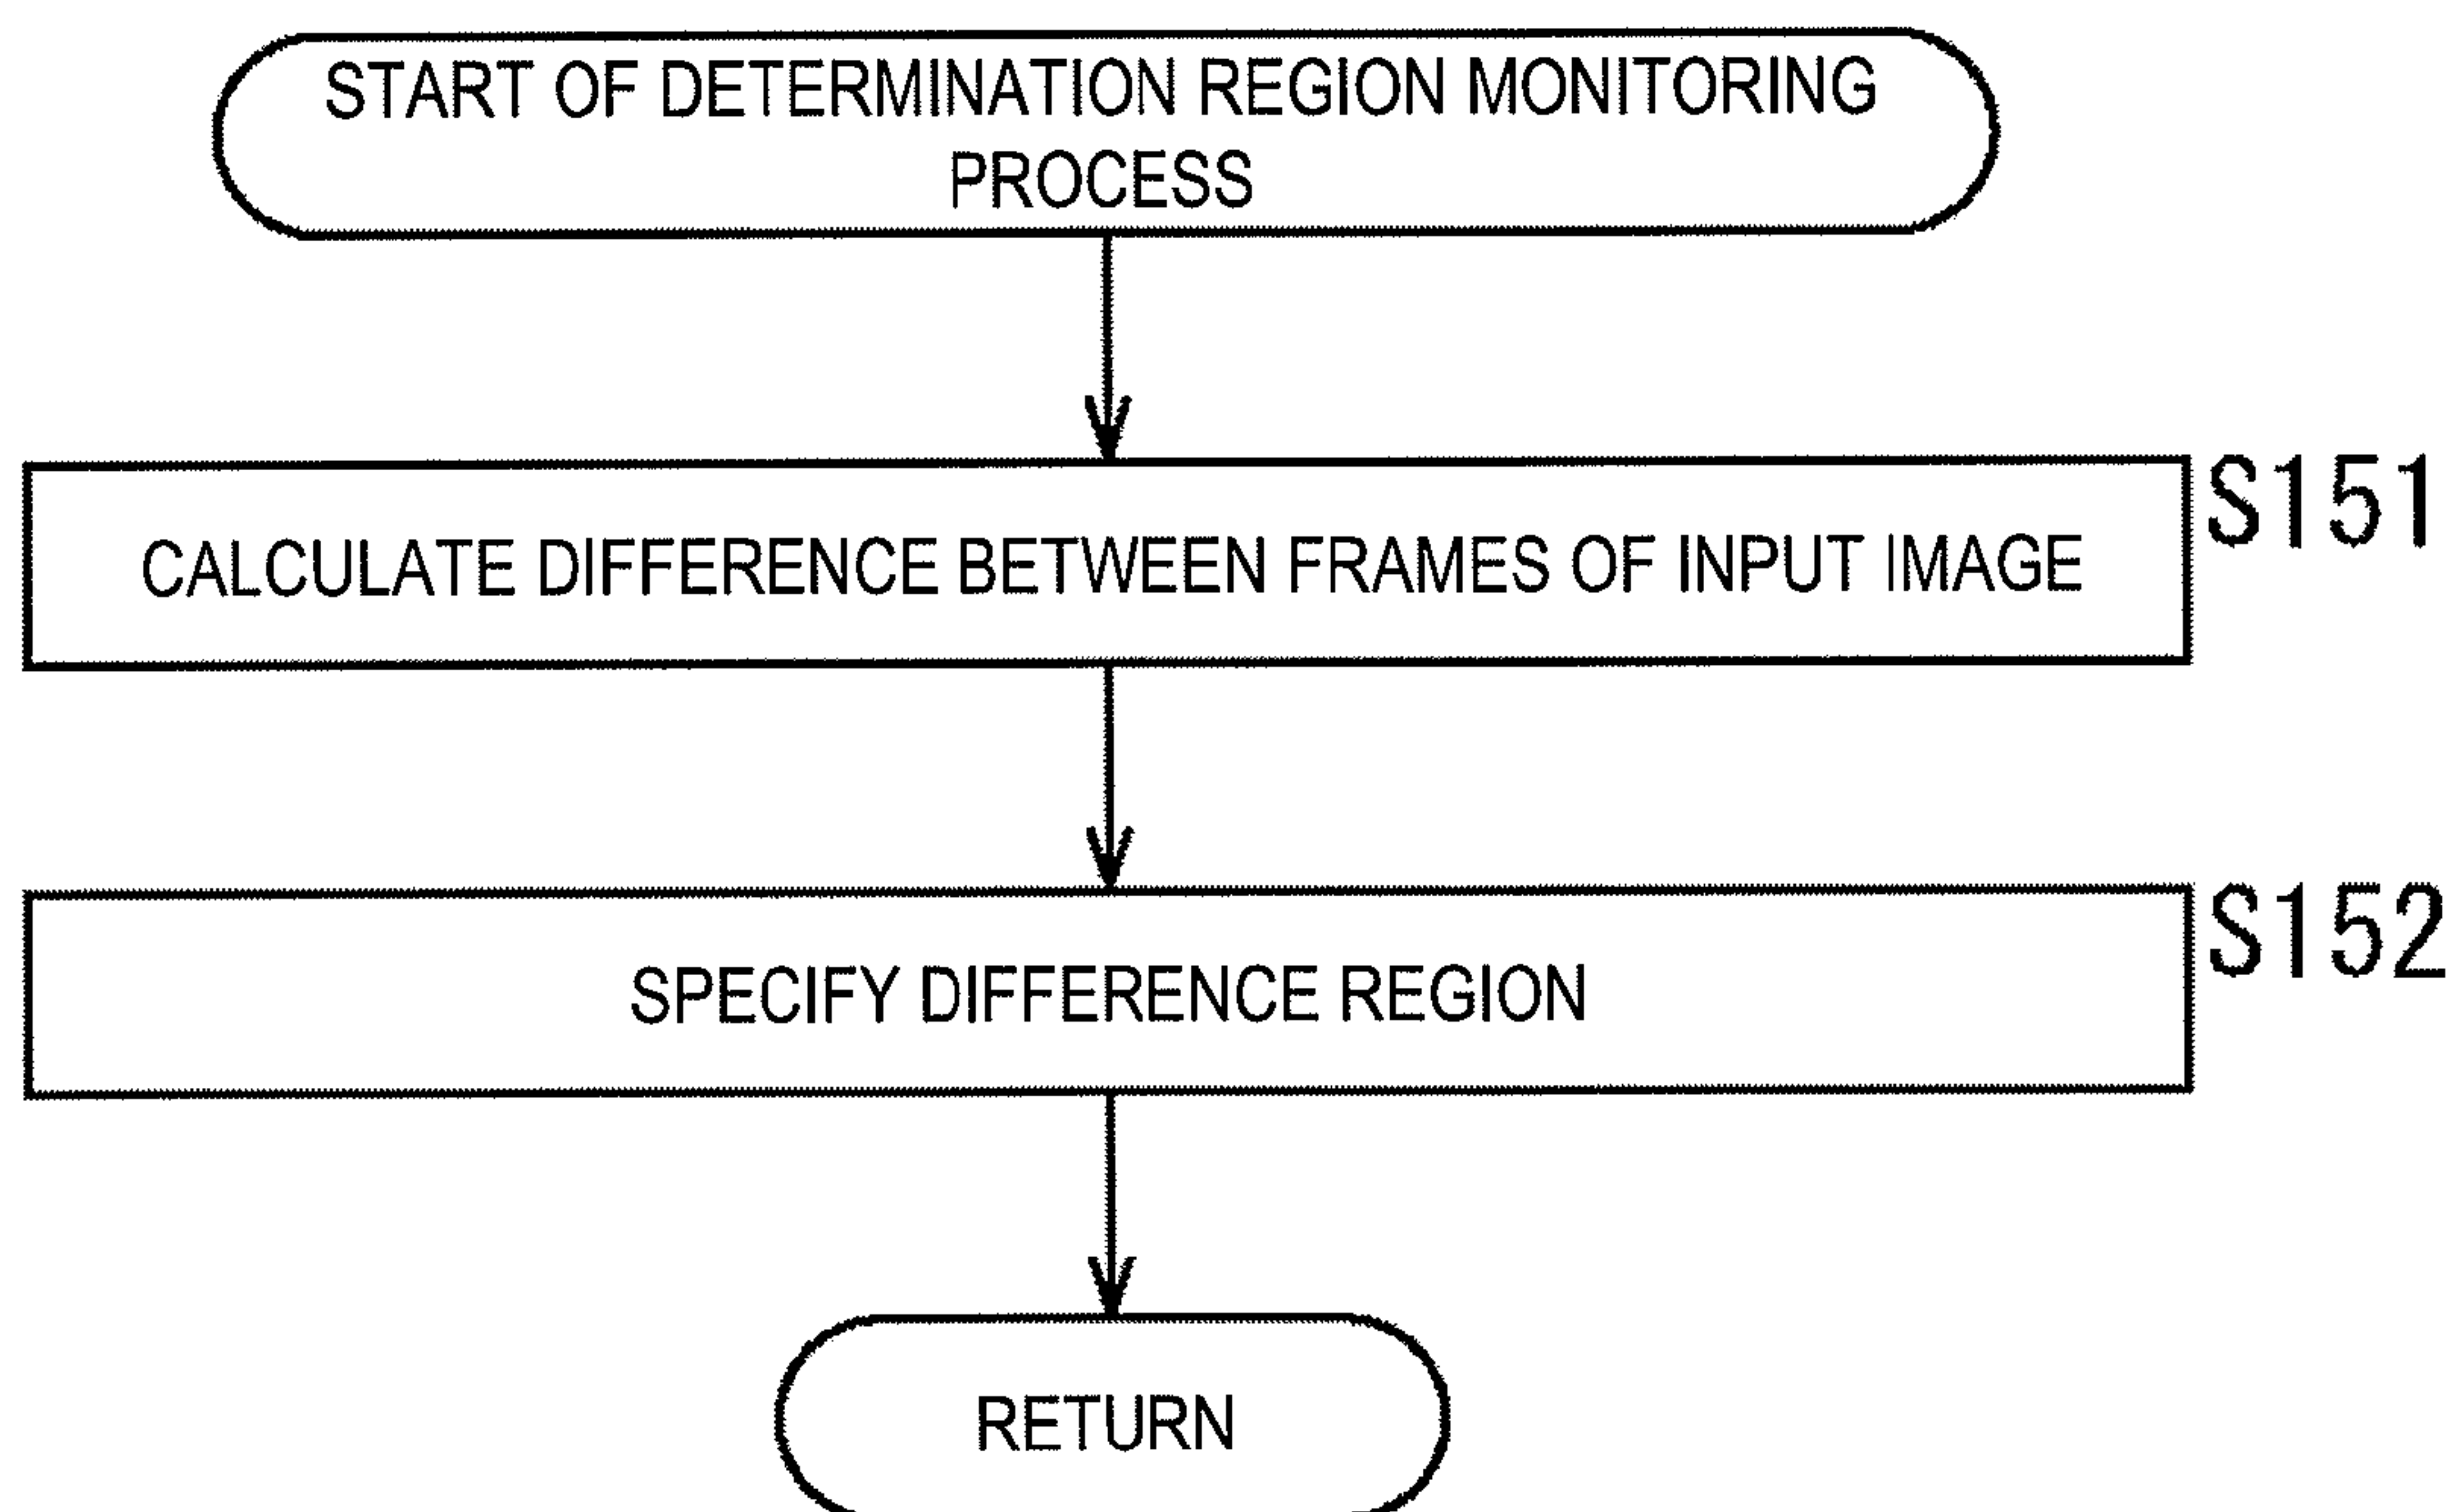 START OF DETERMINATION REGION MONITORING
PROCESS
S151
CALCULATE DIFFERENCE BETWEEN FRAMES OF INPUT IMAGE
S152
SPECIFY DIFFERENCE REGION
RETURN